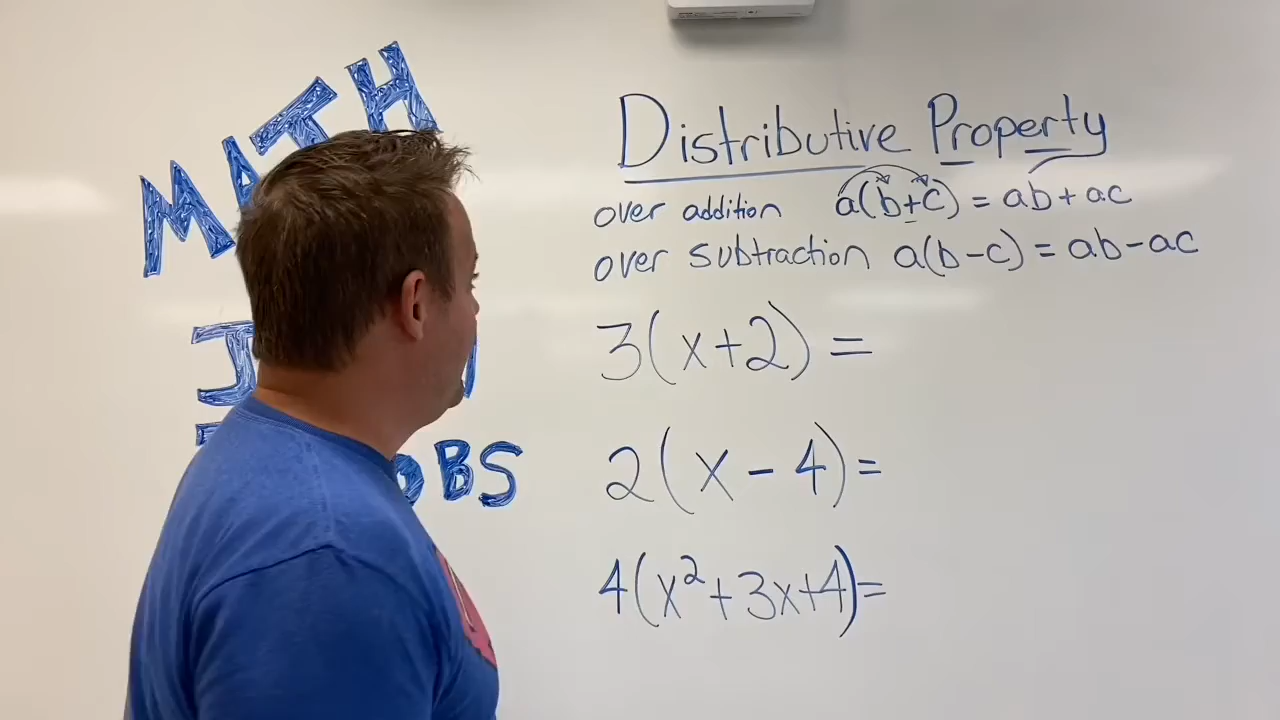 MATH
Distributive Property
over addition a(b+c) = ab + ac
over subtraction a(b-c) = ab-ac
3(x+2) =
2(x-4) =
4(x²+3x+4)=